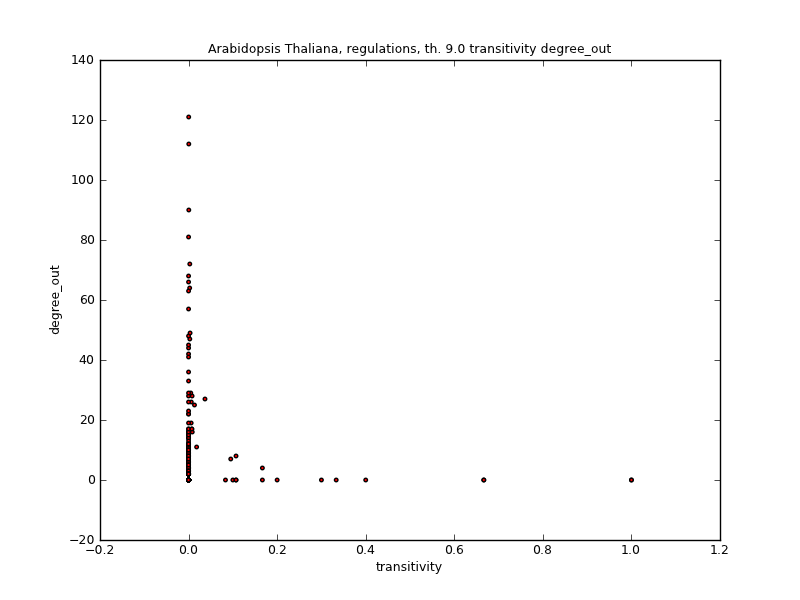 Arabidopsis Thaliana, regulations, th. 9.0 transitivity degree_out
140
120
100
80
60
40
20
0
−20
degree_out
−0.2 0.0 0.2 0.4 0.6 0.8 1.0 1.2
transitivity